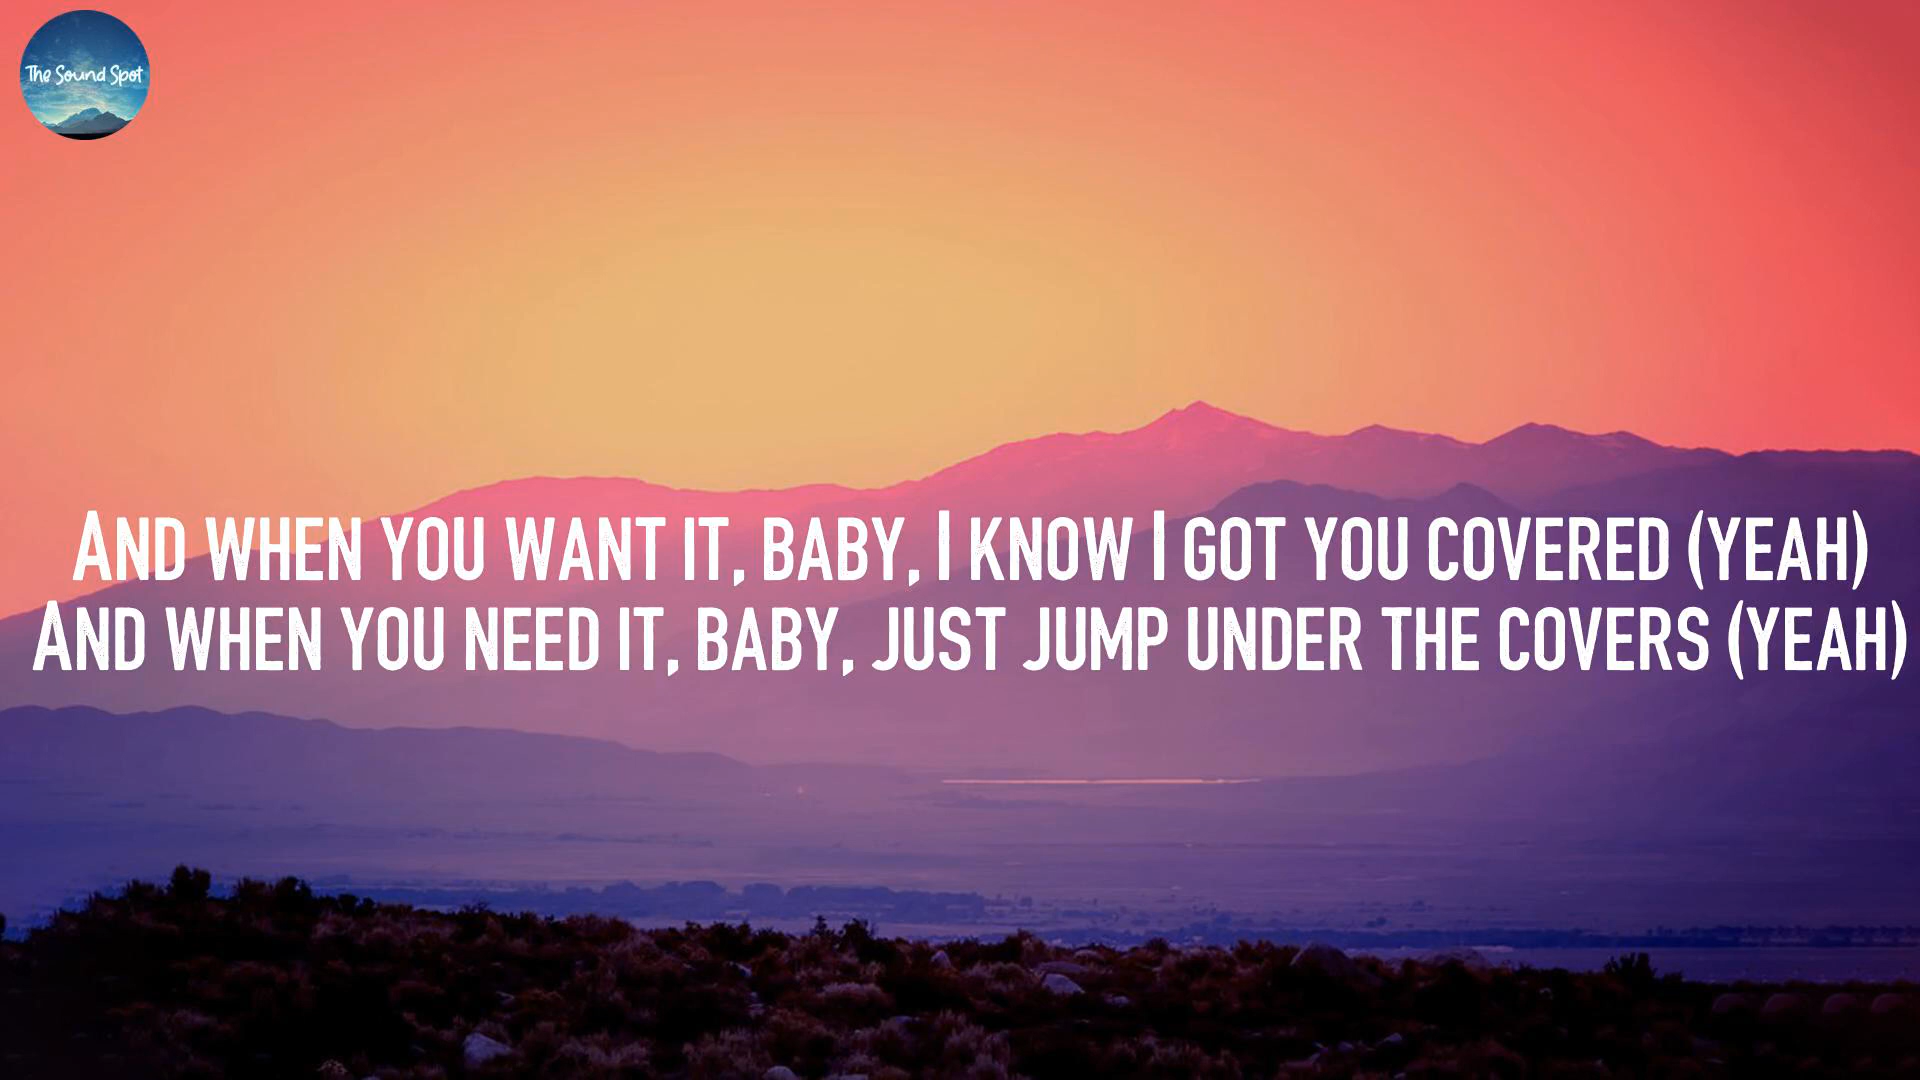 The Sound Spot
And when you want it, baby, I know I got you covered (yeah)
And when you need it, baby, just jump under the covers (yeah)